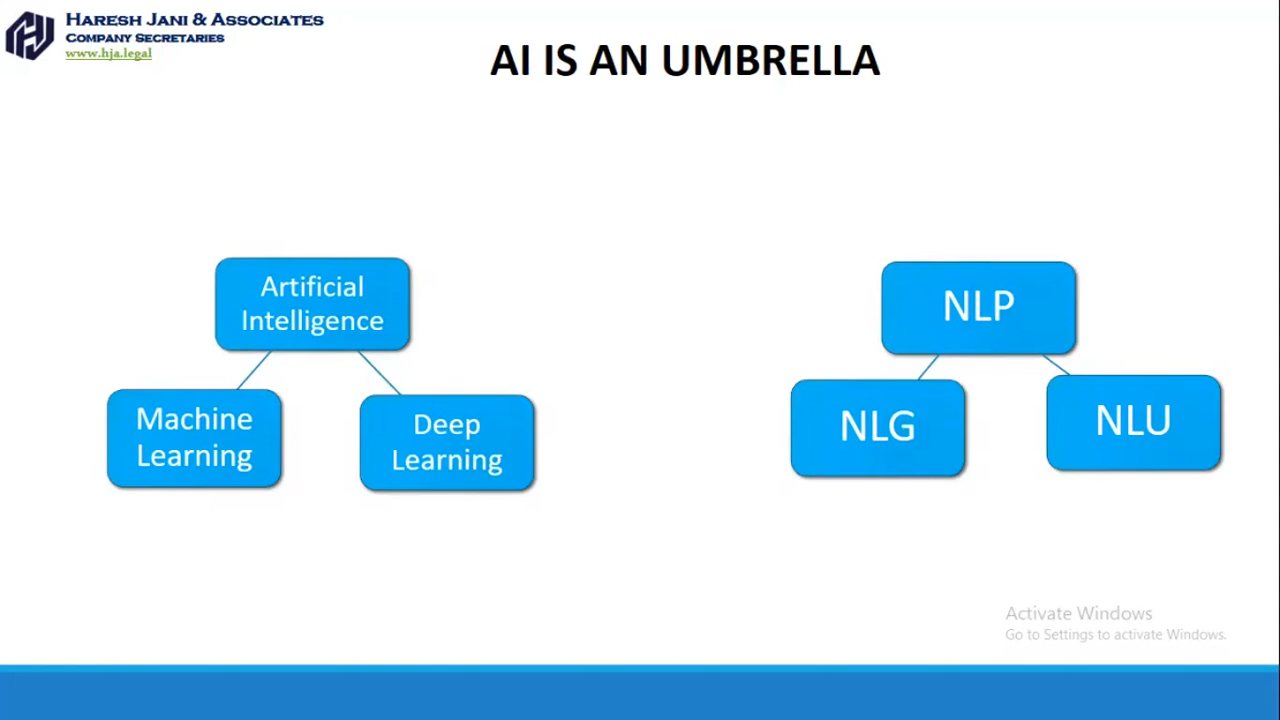 HARESH JANI & ASSOCIATES
COMPANY SECRETARIES
www.hja.legal
AI IS AN UMBRELLA
Artificial
Intelligence
Machine
Learning
Deep
Learning
NLP
NLG
NLU
Activate Windows
Go to Settings to activate Windows.